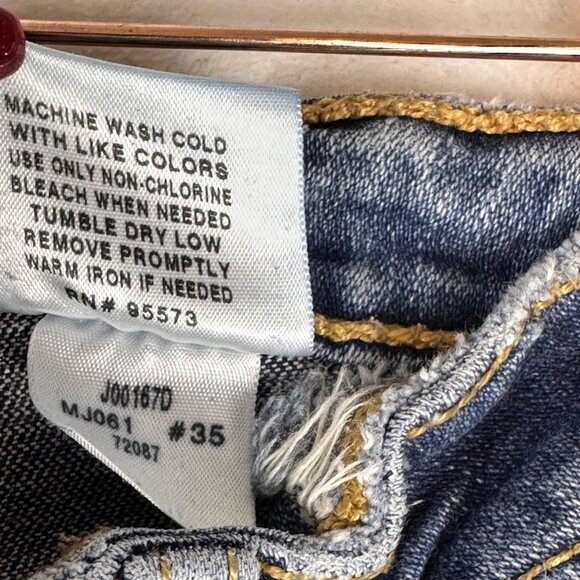 MACHINE WASH COLD
WITH LIKE COLORS
USE ONLY NON-CHLORINE
BLEACH WHEN NEEDED
TUMBLE DRY LOW
REMOVE PROMPTLY
WARM IRON IF NEEDED
RN# 95573
J00167D
MJ061 #35
72087